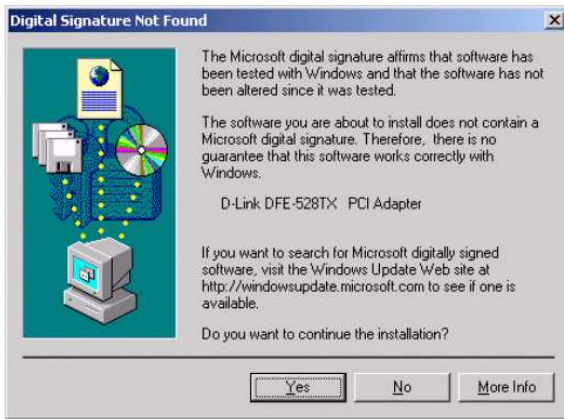 Digital Signature Not Found
The Microsoft digital signature affirms that software has
been tested with Windows and that the software has not
been altered since it was tested.
The software you are about to install does not contain a
Microsoft digital signature. Therefore, there is no
guarantee that this software works correctly with
Windows.
D-Link DFE-528TX PCI Adapter
If you want to search for Microsoft digitally signed
software, visit the Windows Update Web site at
http://windowsupdate.microsoft.com to see if one is
available.
Do you want to continue the installation?
Yes No More Info